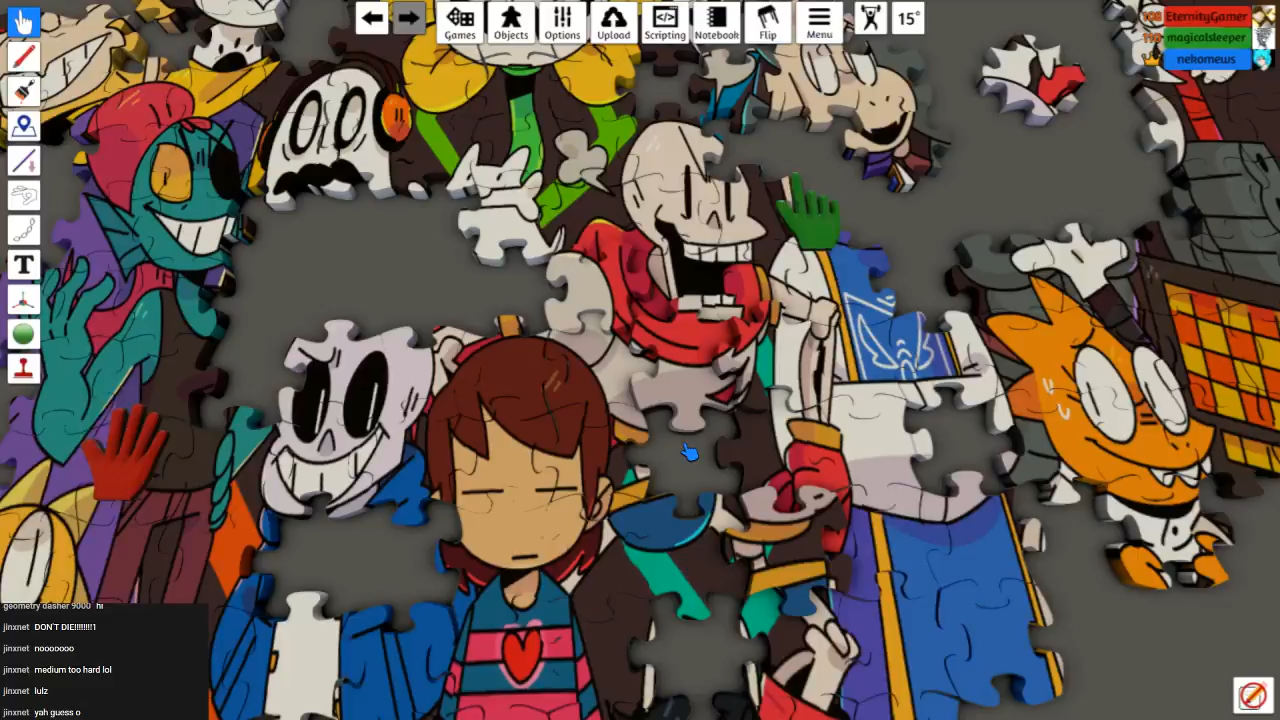 Games
Objects
Options
Upload
Scripting
Notebook
Flip
Menu
15°
EternityGamer
magicalsleeper
nekomews
T
geometry dasher 9000 hi
jinxnet DON'T DIE!!!!!!!!1
jinxnet nooooooo
jinxnet medium too hard lol
jinxnet lulz
jinxnet yah guess o